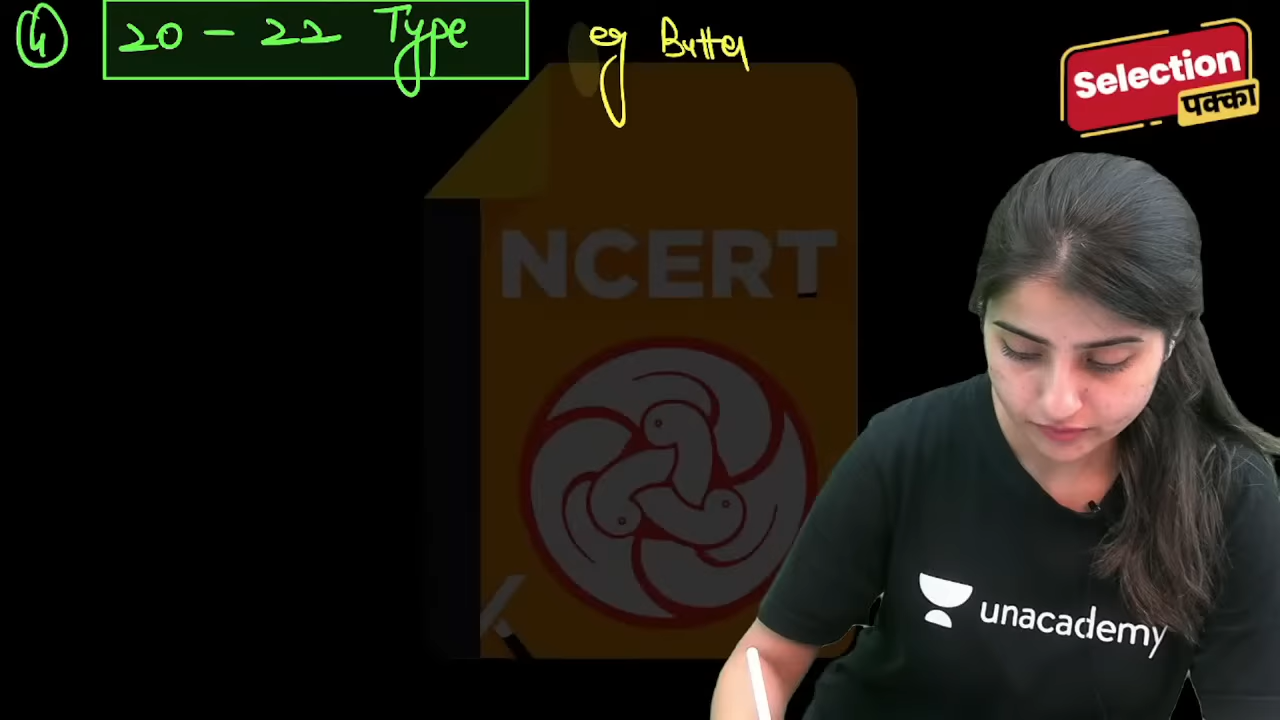 4 20 - 22 Type eg Butter
Selection
पक्का
NCERT
unacademy